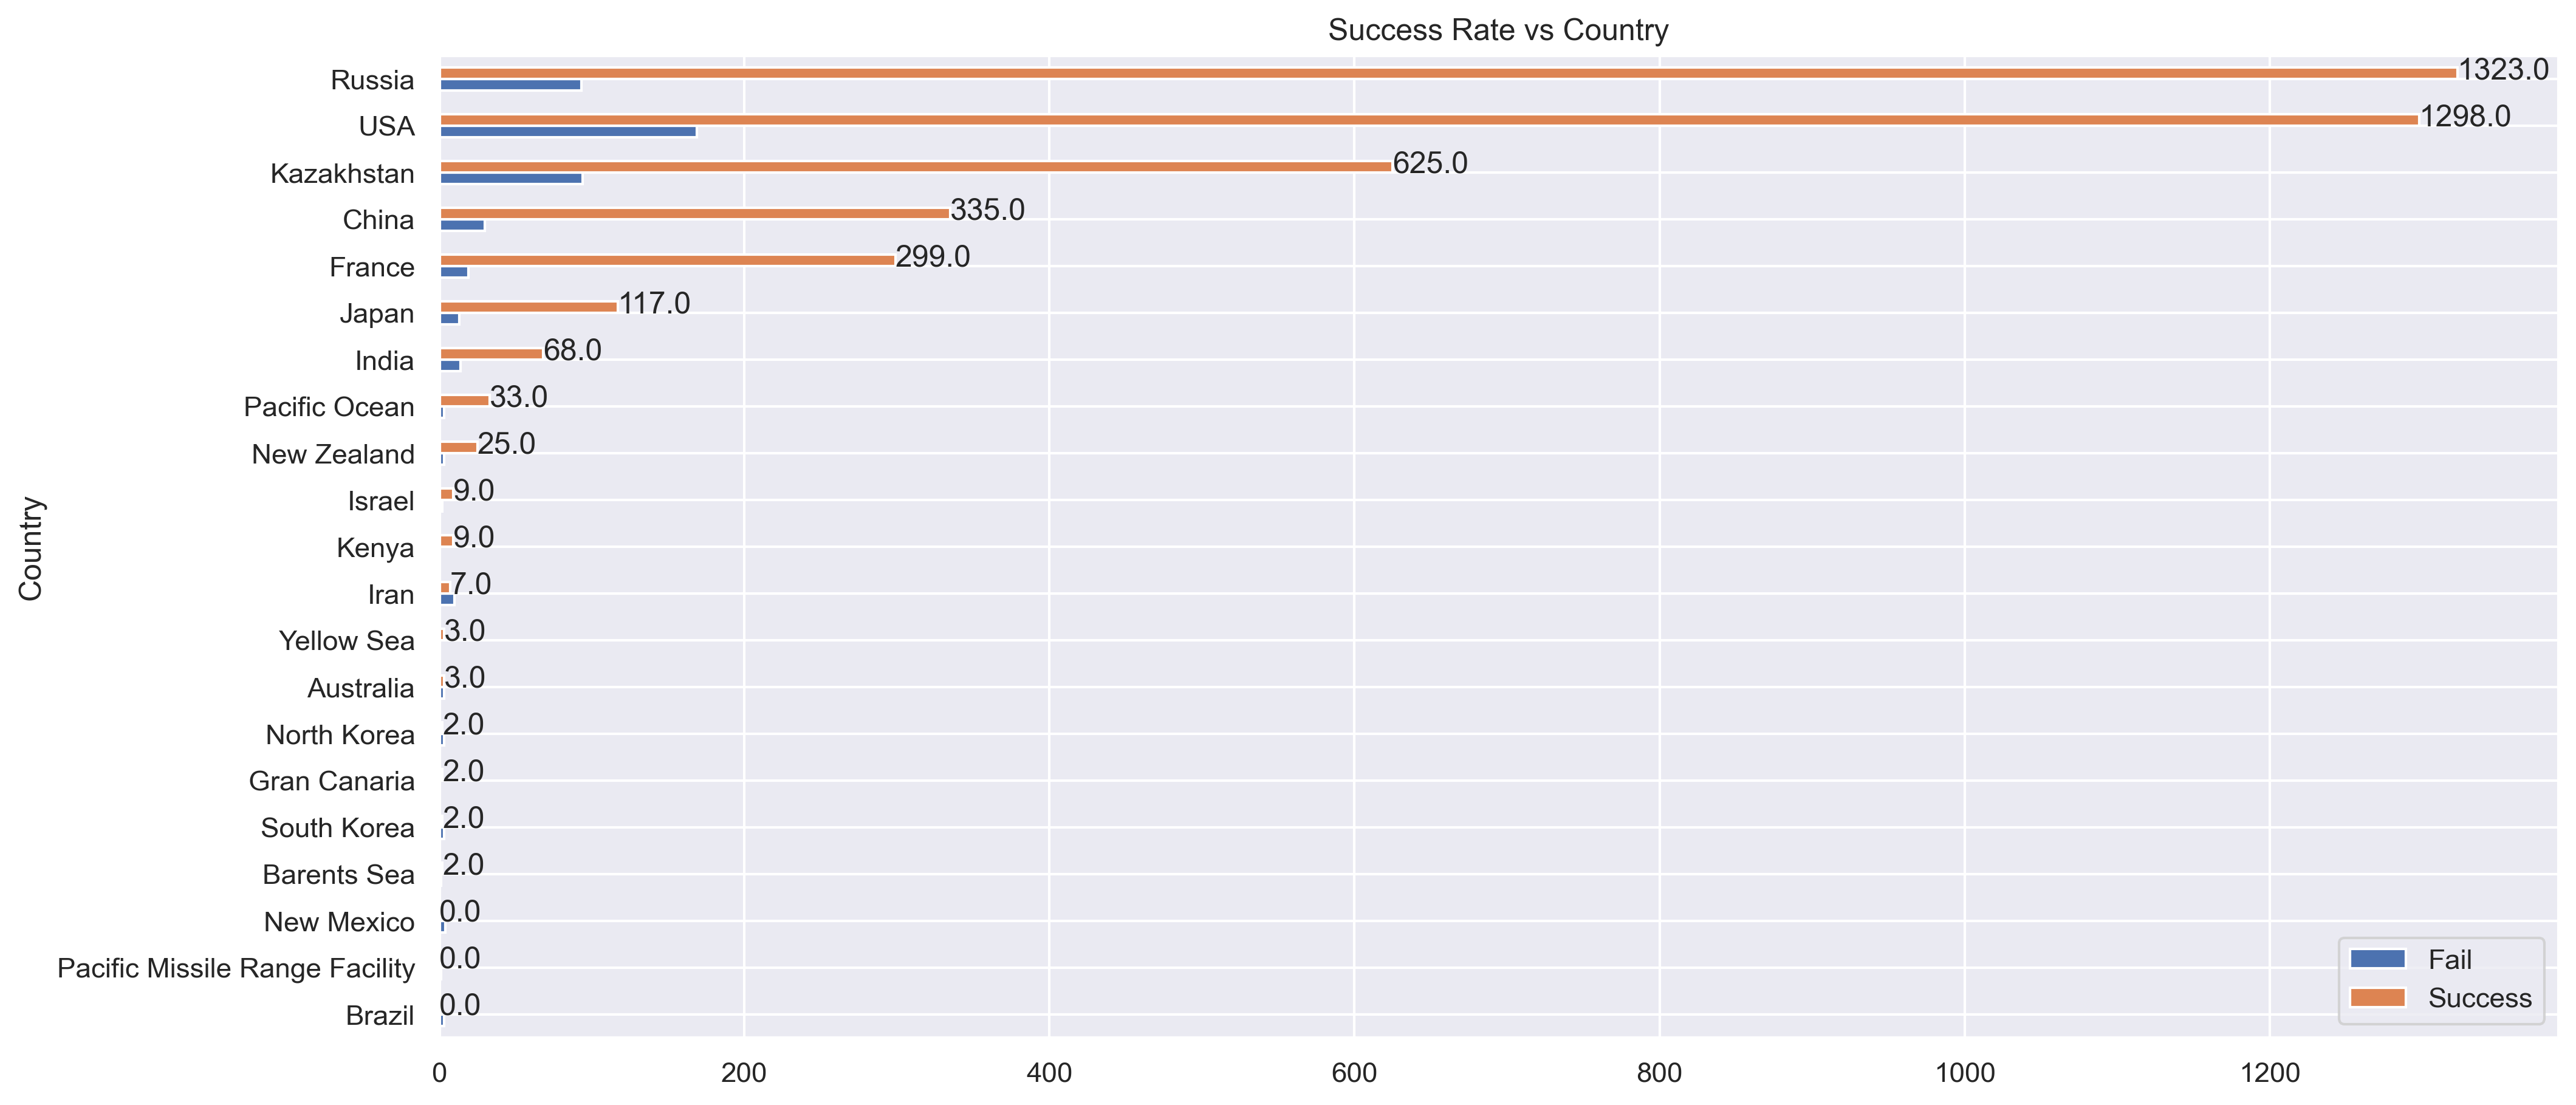 Success Rate vs Country
Country
Russia
1323.0
USA
1298.0
Kazakhstan
625.0
China
335.0
France
299.0
Japan
117.0
India
68.0
Pacific Ocean
33.0
New Zealand
25.0
Israel
9.0
Kenya
9.0
Iran
7.0
Yellow Sea
3.0
Australia
3.0
North Korea
2.0
Gran Canaria
2.0
South Korea
2.0
Barents Sea
2.0
New Mexico
0.0
Pacific Missile Range Facility
0.0
Brazil
0.0
Fail
Success
0 200 400 600 800 1000 1200